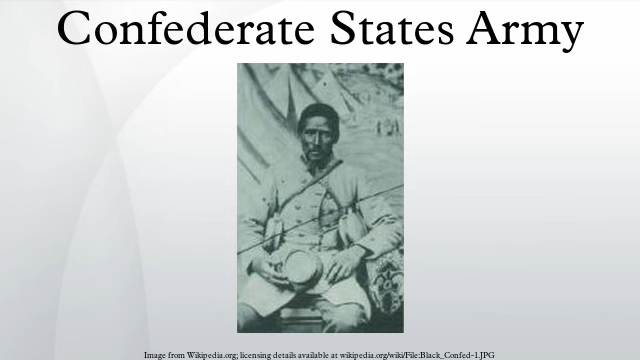 Confederate States Army
Image from Wikipedia.org; licensing details available at wikipedia.org/wiki/File:Black_Confed-1.JPG